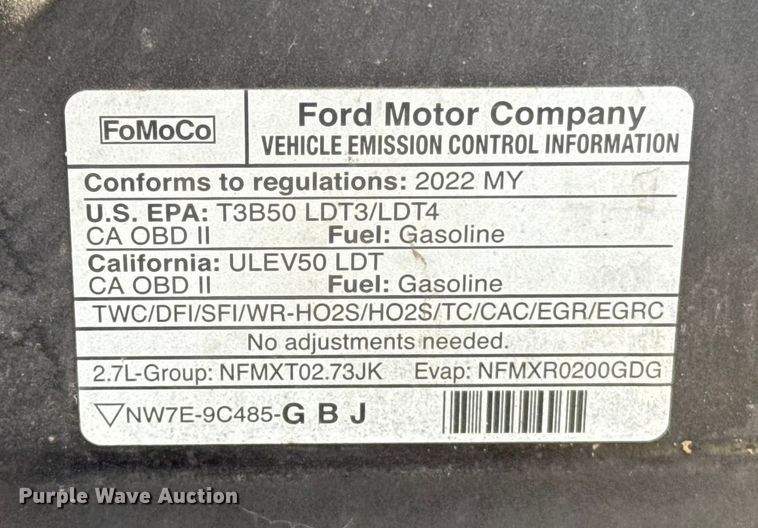 FoMoCo
Ford Motor Company
VEHICLE EMISSION CONTROL INFORMATION
Conforms to regulations: 2022 MY
U.S. EPA: T3B50 LDT3/LDT4
CA OBD II Fuel: Gasoline
California: ULEV50 LDT
CA OBD II Fuel: Gasoline
TWC/DFI/SFI/WR-HO2S/HO2S/TC/CAC/EGR/EGRC
No adjustments needed.
2.7L-Group: NFMXT02.73JK Evap: NFMXR0200GDG
NW7E-9C485-G B J
Purple Wave Auction